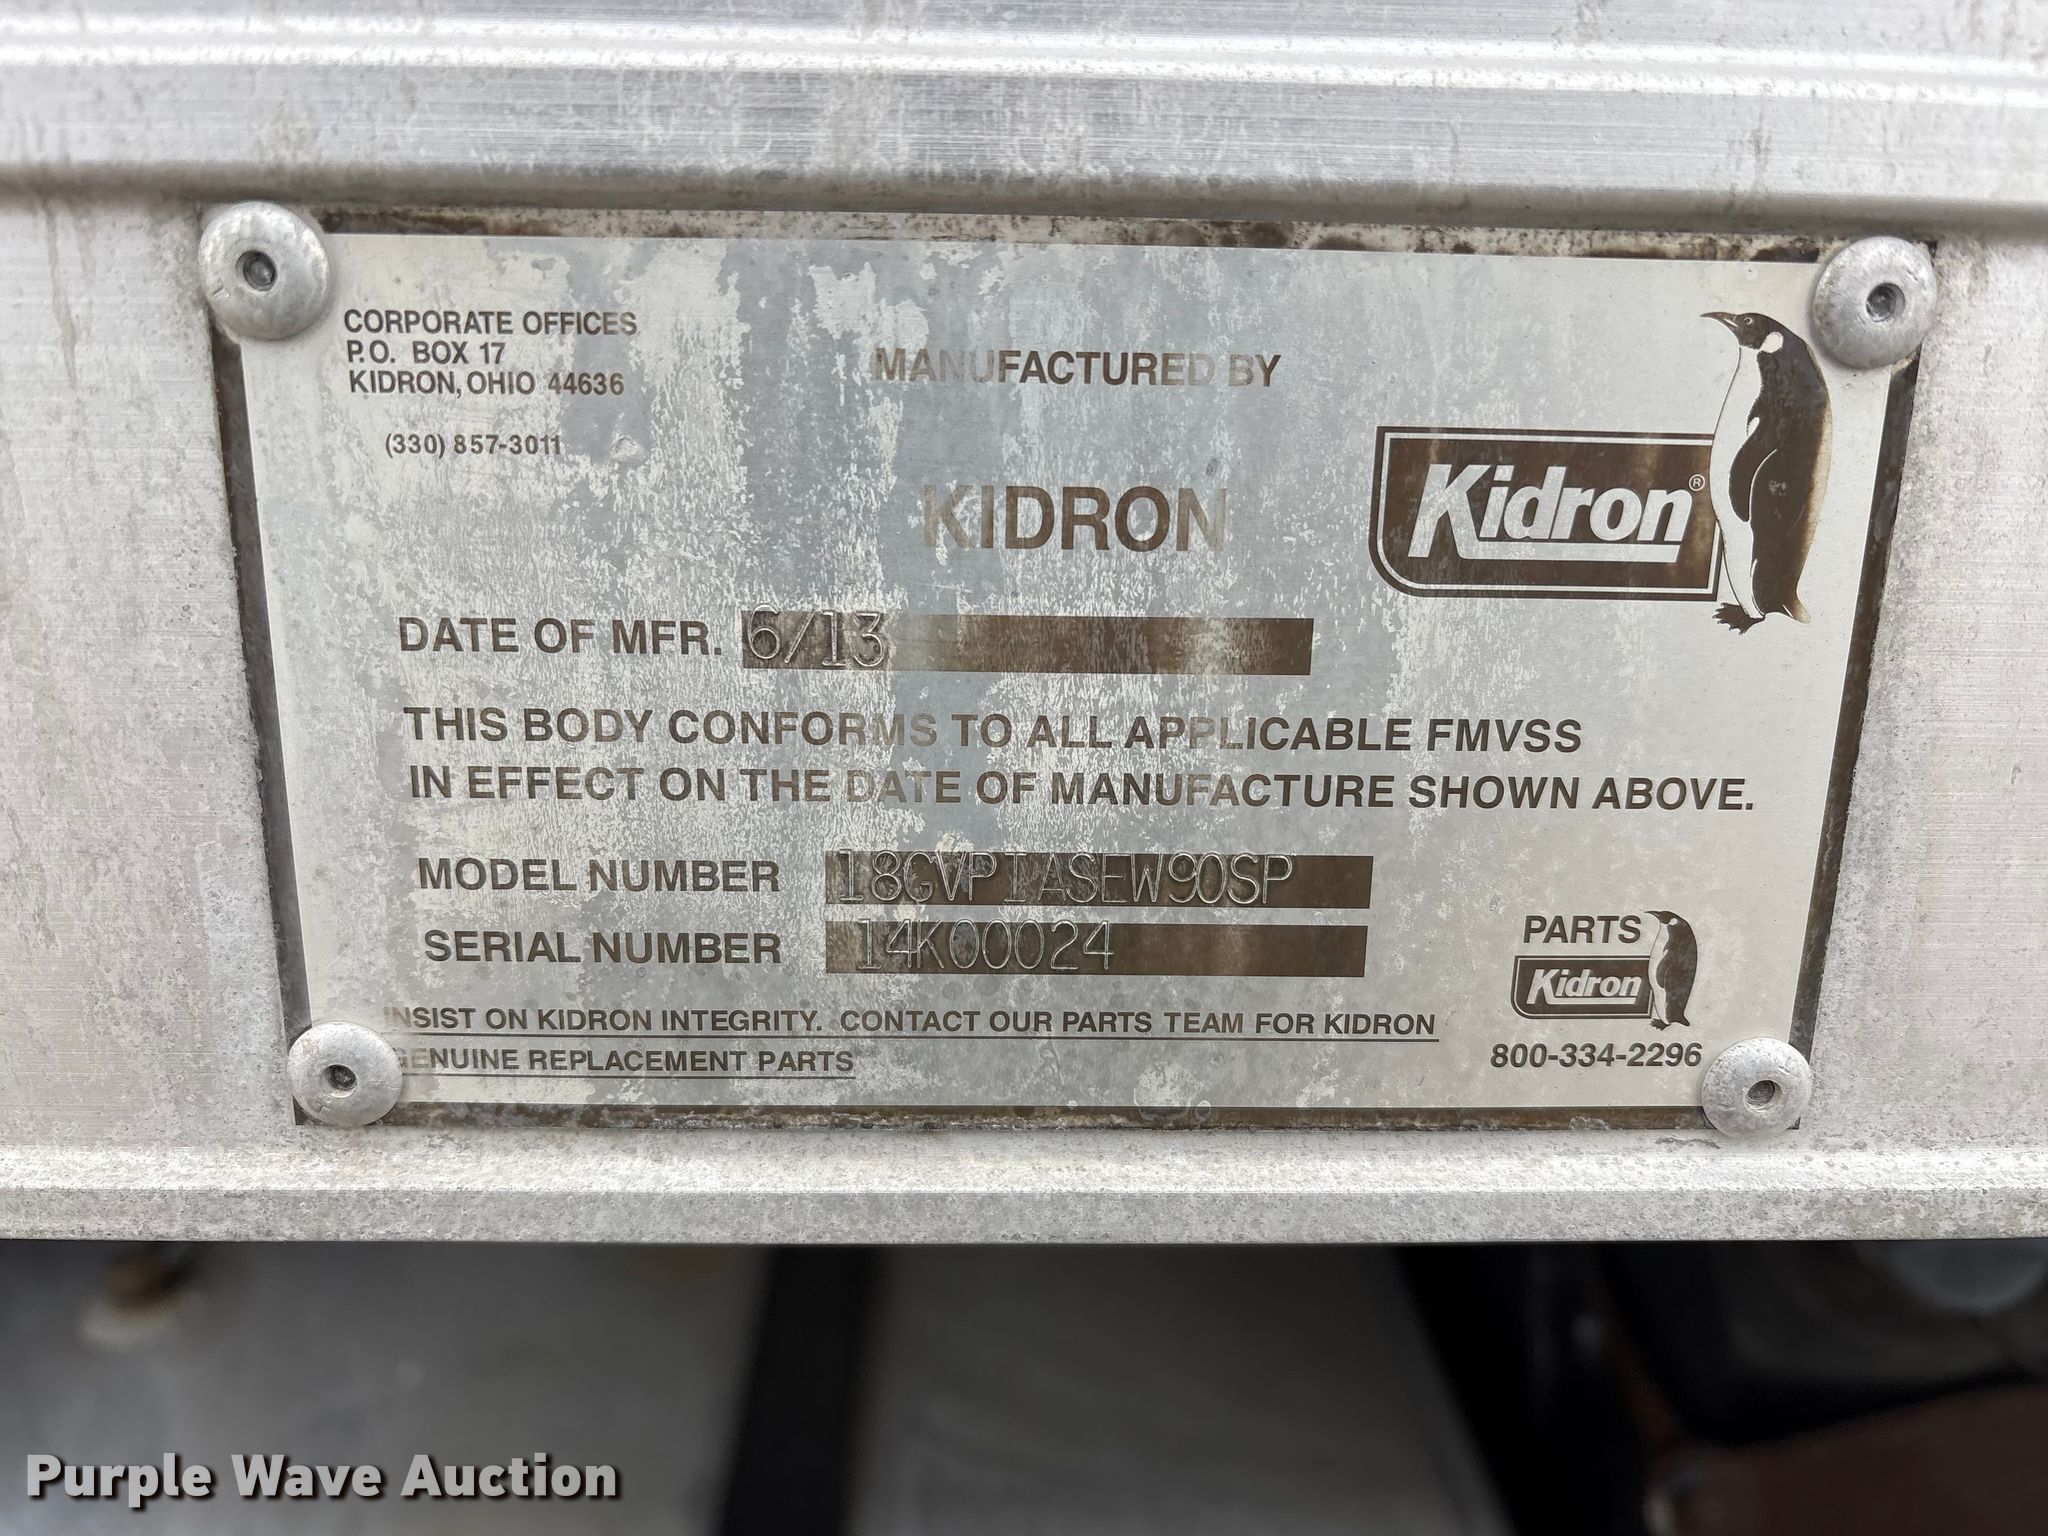 CORPORATE OFFICES
P.O. BOX 17
KIDRON, OHIO 44636
(330) 857-3011
MANUFACTURED BY
KIDRON
Kidron®
DATE OF MFR. 6/13
THIS BODY CONFORMS TO ALL APPLICABLE FMVSS
IN EFFECT ON THE DATE OF MANUFACTURE SHOWN ABOVE.
MODEL NUMBER 18GVPIASEW90SP
SERIAL NUMBER 14K00024
PARTS
Kidron
800-334-2296
INSIST ON KIDRON INTEGRITY. CONTACT OUR PARTS TEAM FOR KIDRON
GENUINE REPLACEMENT PARTS
Purple Wave Auction